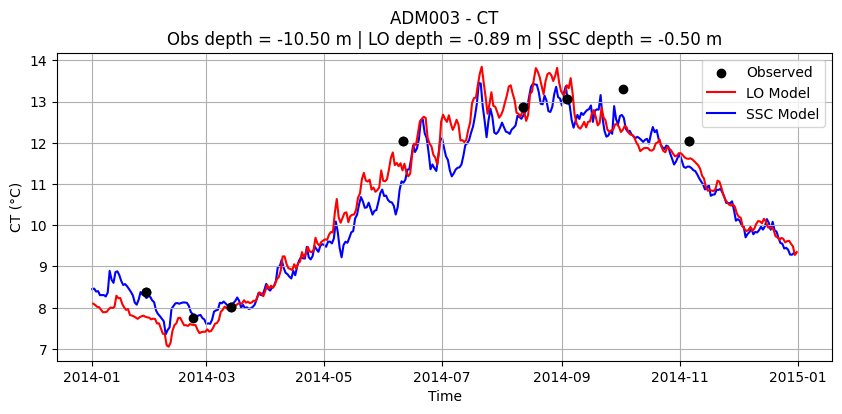 ADM003 - CT
Obs depth = -10.50 m | LO depth = -0.89 m | SSC depth = -0.50 m
14
13
12
11
10
9
8
7
CT (°C)
Observed
LO Model
SSC Model
2014-01
2014-03
2014-05
2014-07
2014-09
2014-11
2015-01
Time